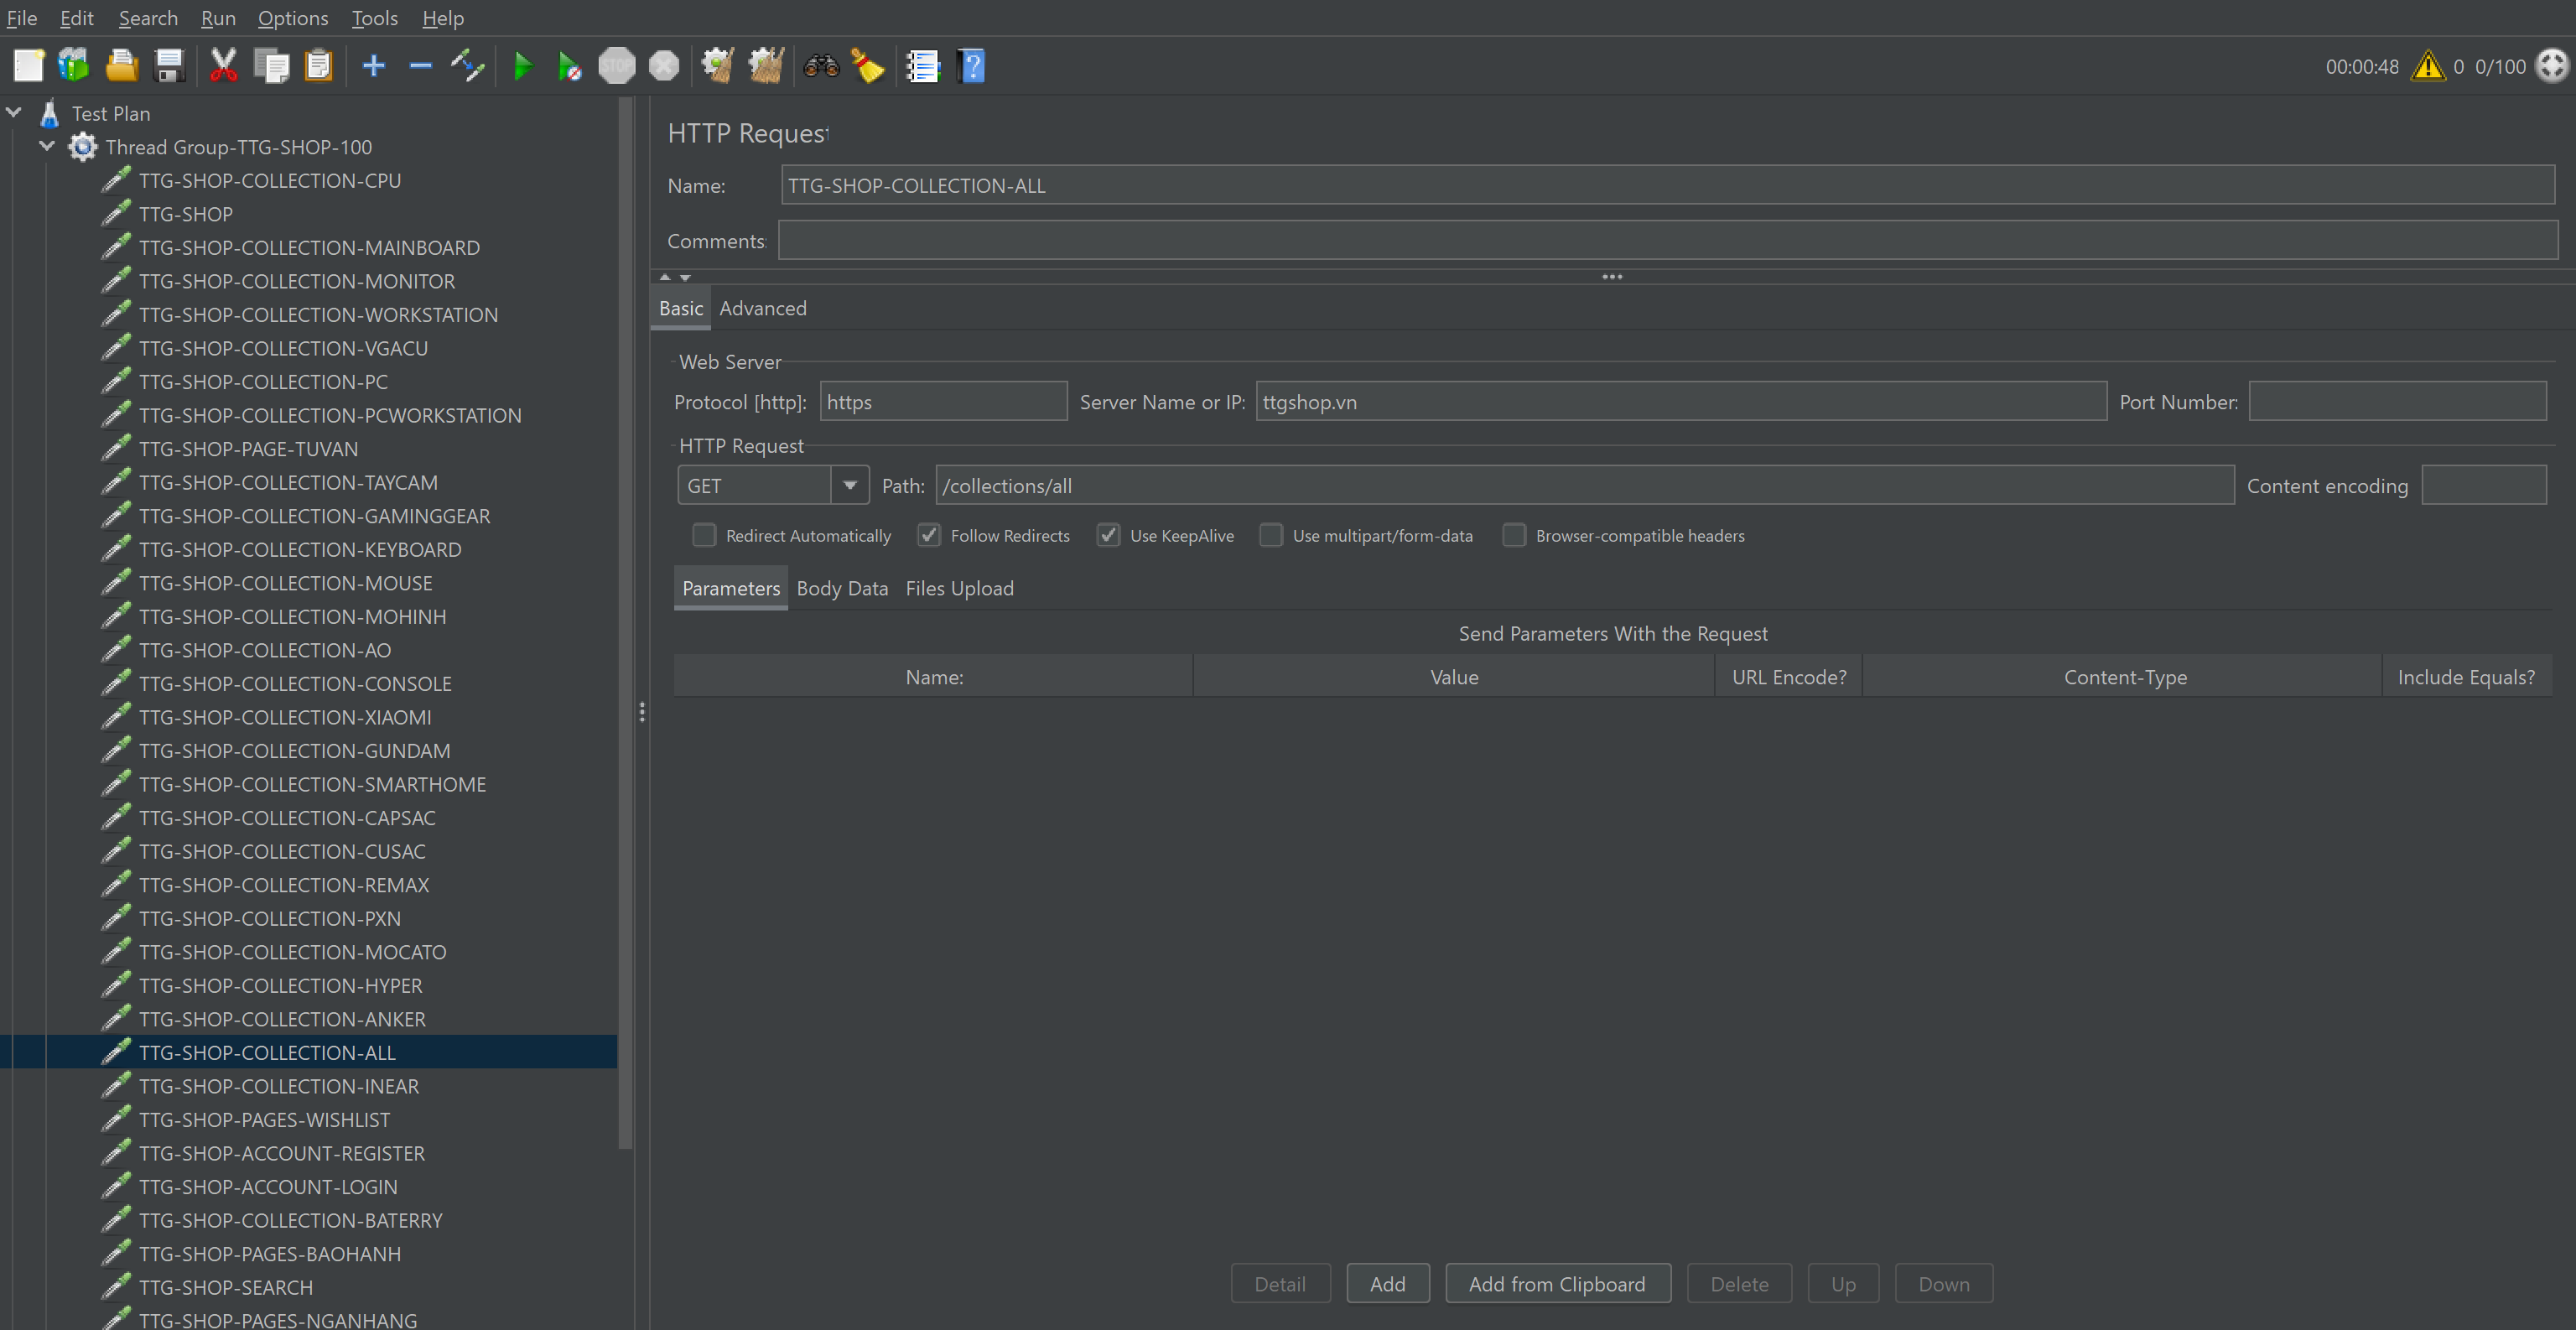 File Edit Search Run Options Tools Help
STOP
00:00:48 0 0/100
Test Plan
Thread Group-TTG-SHOP-100
TTG-SHOP-COLLECTION-CPU
TTG-SHOP
TTG-SHOP-COLLECTION-MAINBOARD
TTG-SHOP-COLLECTION-MONITOR
TTG-SHOP-COLLECTION-WORKSTATION
TTG-SHOP-COLLECTION-VGACU
TTG-SHOP-COLLECTION-PC
TTG-SHOP-COLLECTION-PCWORKSTATION
TTG-SHOP-PAGE-TUVAN
TTG-SHOP-COLLECTION-TAYCAM
TTG-SHOP-COLLECTION-GAMINGGEAR
TTG-SHOP-COLLECTION-KEYBOARD
TTG-SHOP-COLLECTION-MOUSE
TTG-SHOP-COLLECTION-MOHINH
TTG-SHOP-COLLECTION-AO
TTG-SHOP-COLLECTION-CONSOLE
TTG-SHOP-COLLECTION-XIAOMI
TTG-SHOP-COLLECTION-GUNDAM
TTG-SHOP-COLLECTION-SMARTHOME
TTG-SHOP-COLLECTION-CAPSAC
TTG-SHOP-COLLECTION-CUSAC
TTG-SHOP-COLLECTION-REMAX
TTG-SHOP-COLLECTION-PXN
TTG-SHOP-COLLECTION-MOCATO
TTG-SHOP-COLLECTION-HYPER
TTG-SHOP-COLLECTION-ANKER
TTG-SHOP-COLLECTION-ALL
TTG-SHOP-COLLECTION-INEAR
TTG-SHOP-PAGES-WISHLIST
TTG-SHOP-ACCOUNT-REGISTER
TTG-SHOP-ACCOUNT-LOGIN
TTG-SHOP-COLLECTION-BATERRY
TTG-SHOP-PAGES-BAOHANH
TTG-SHOP-SEARCH
TTG-SHOP-PAGES-NGANHANG
HTTP Request
Name: TTG-SHOP-COLLECTION-ALL
Comments:
Basic Advanced
Web Server
Protocol [http]: https Server Name or IP: ttgshop.vn Port Number:
HTTP Request
GET Path: /collections/all Content encoding
Redirect Automatically Follow Redirects Use KeepAlive Use multipart/form-data Browser-compatible headers
Parameters Body Data Files Upload
Send Parameters With the Request
Name: Value URL Encode? Content-Type Include Equals?
Detail Add Add from Clipboard Delete Up Down